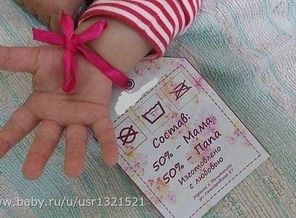 Состав:
50% - Мама
50% - Папа
Изготовлено
с любовью
www.baby.ru/u/usr1321521